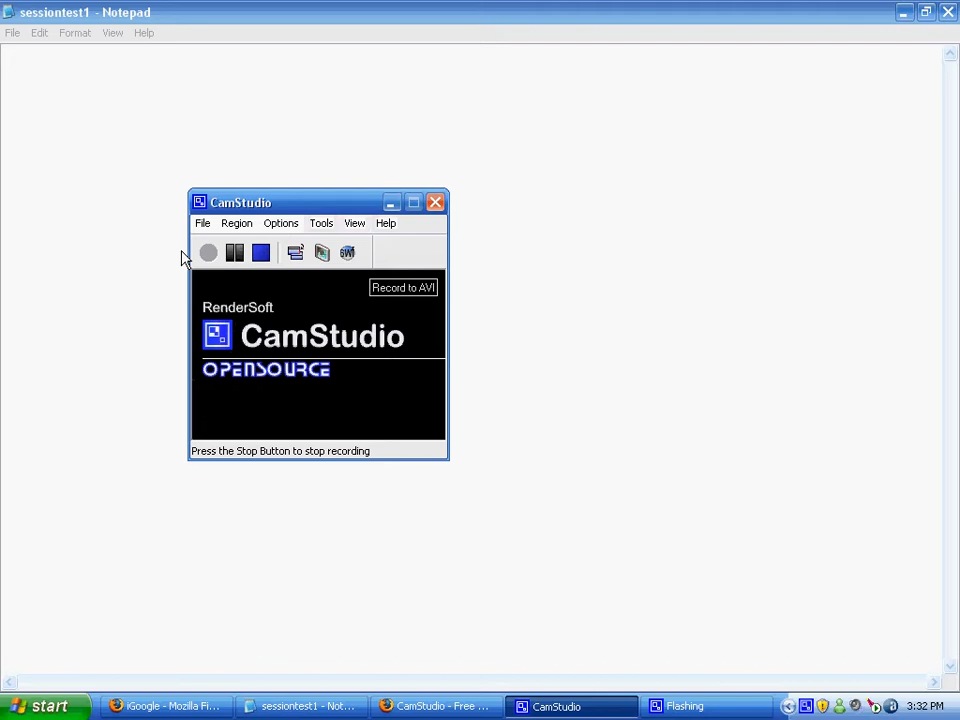 sessiontest1 - Notepad
File Edit Format View Help
CamStudio
File Region Options Tools View Help
SWF
Record to AVI
RenderSoft
CamStudio
OPENSOURCE
Press the Stop Button to stop recording
start iGoogle - Mozilla Fi... sessiontest1 - Not... CamStudio - Free ... CamStudio Flashing 3:32 PM